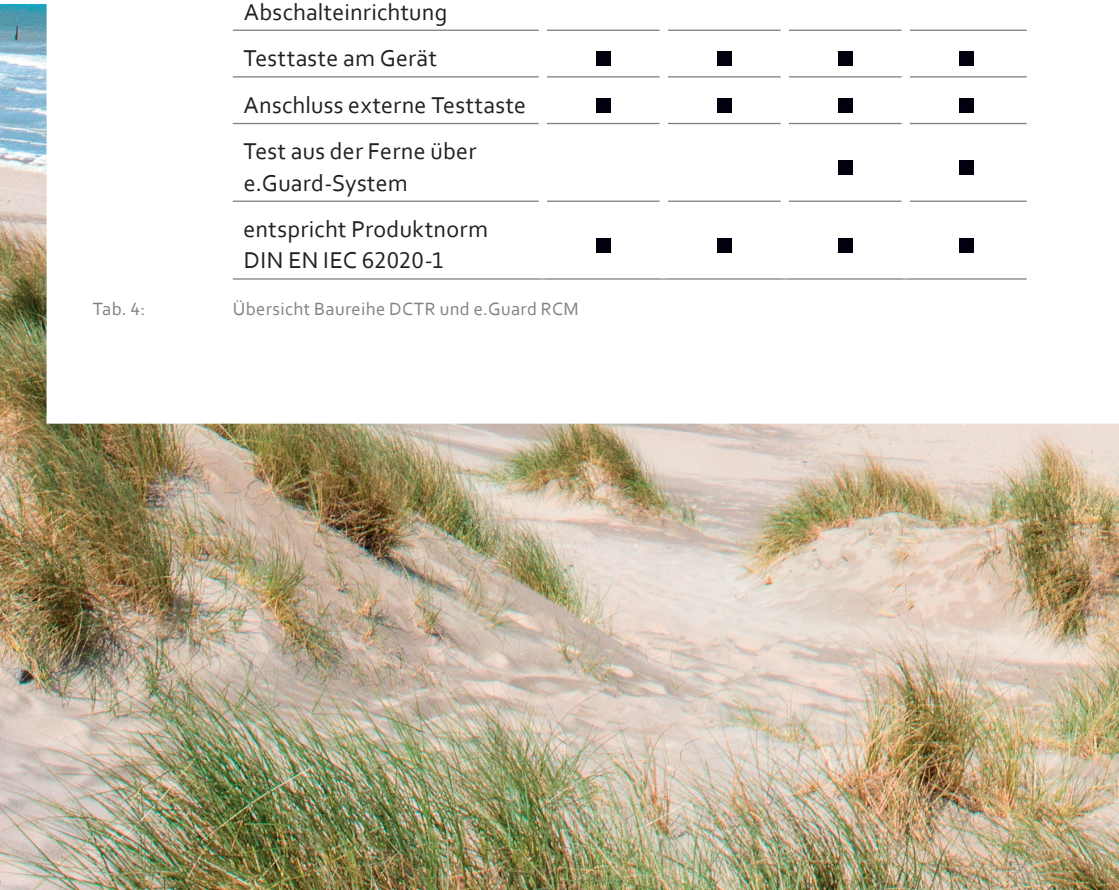 Abschalteinrichtung
Testtaste am Gerät ■ ■ ■ ■
Anschluss externe Testtaste ■ ■ ■ ■
Test aus der Ferne über
e.Guard-System ■ ■
entspricht Produktnorm
DIN EN IEC 62020-1 ■ ■ ■ ■
Tab. 4: Übersicht Baureihe DCTR und e.Guard RCM